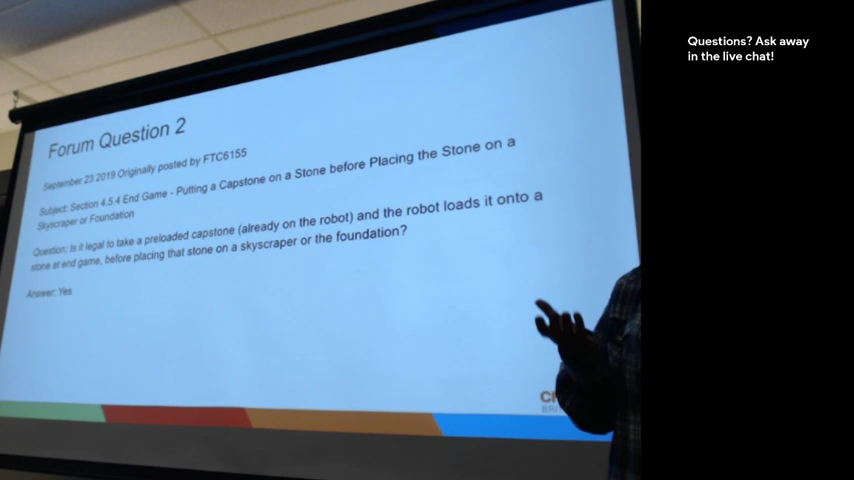 Forum Question 2
September 23 2019 Originally posted by FTC6155
Subject: Section 4.5.4 End Game - Putting a Capstone on a Stone before Placing the Stone on a
Skyscraper or Foundation
Question: Is it legal to take a preloaded capstone (already on the robot) and the robot loads it onto a
stone at end game, before placing that stone on a skyscraper or the foundation?
Answer: Yes
Questions? Ask away
in the live chat!